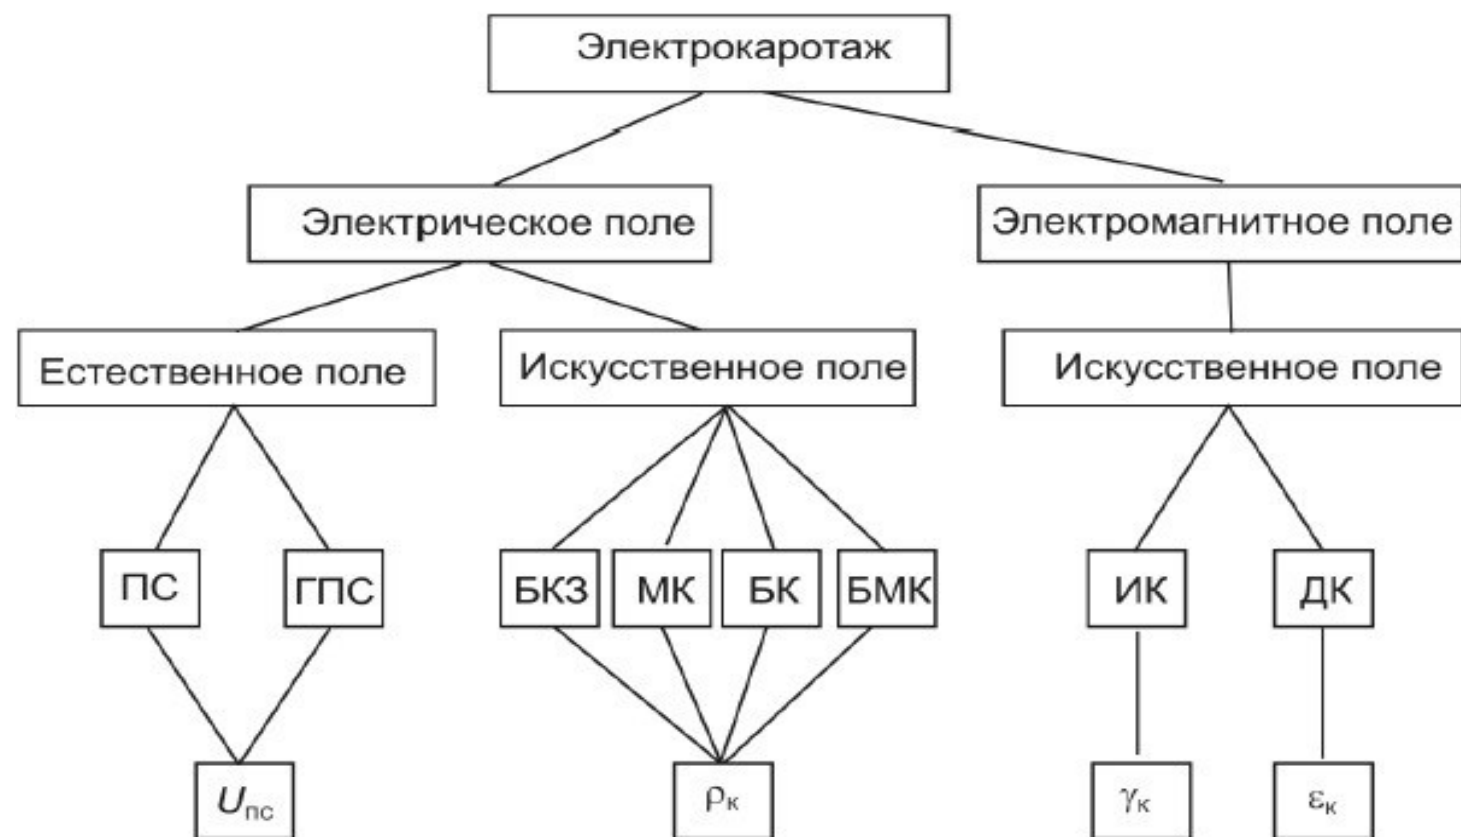 Электрокаротаж
Электрическое поле
Электромагнитное поле
Естественное поле
Искусственное поле
Искусственное поле
ПС
ГПС
БКЗ
МК
БК
БМК
ИК
ДК
Uпс
ρк
γк
εк